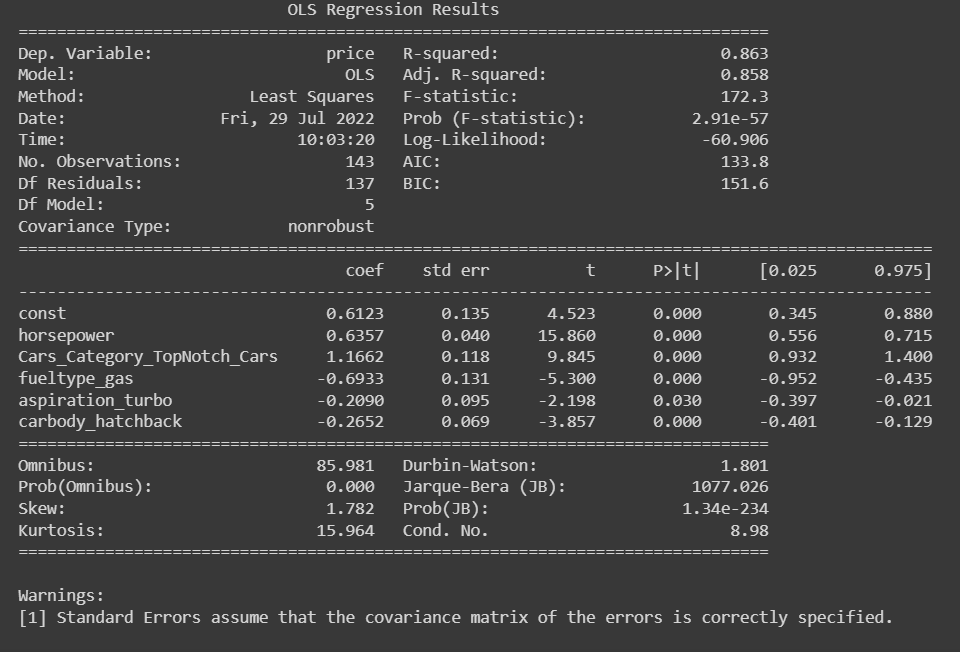 OLS Regression Results
==============================================================================
Dep. Variable:                  price   R-squared:                       0.863
Model:                            OLS   Adj. R-squared:                  0.858
Method:                 Least Squares   F-statistic:                     172.3
Date:                Fri, 29 Jul 2022   Prob (F-statistic):           2.91e-57
Time:                        10:03:20   Log-Likelihood:                -60.906
No. Observations:                 143   AIC:                             133.8
Df Residuals:                     137   BIC:                             151.6
Df Model:                           5
Covariance Type:            nonrobust
===============================================================================================
                                  coef    std err          t      P>|t|      [0.025      0.975]
-----------------------------------------------------------------------------------------------
const                           0.6123      0.135      4.523      0.000       0.345       0.880
horsepower                      0.6357      0.040     15.860      0.000       0.556       0.715
Cars_Category_TopNotch_Cars     1.1662      0.118      9.845      0.000       0.932       1.400
fueltype_gas                   -0.6933      0.131     -5.300      0.000      -0.952      -0.435
aspiration_turbo               -0.2090      0.095     -2.198      0.030      -0.397      -0.021
carbody_hatchback              -0.2652      0.069     -3.857      0.000      -0.401      -0.129
==============================================================================
Omnibus:                       85.981   Durbin-Watson:                   1.801
Prob(Omnibus):                  0.000   Jarque-Bera (JB):             1077.026
Skew:                           1.782   Prob(JB):                    1.34e-234
Kurtosis:                      15.964   Cond. No.                         8.98
==============================================================================
Warnings:
[1] Standard Errors assume that the covariance matrix of the errors is correctly specified.